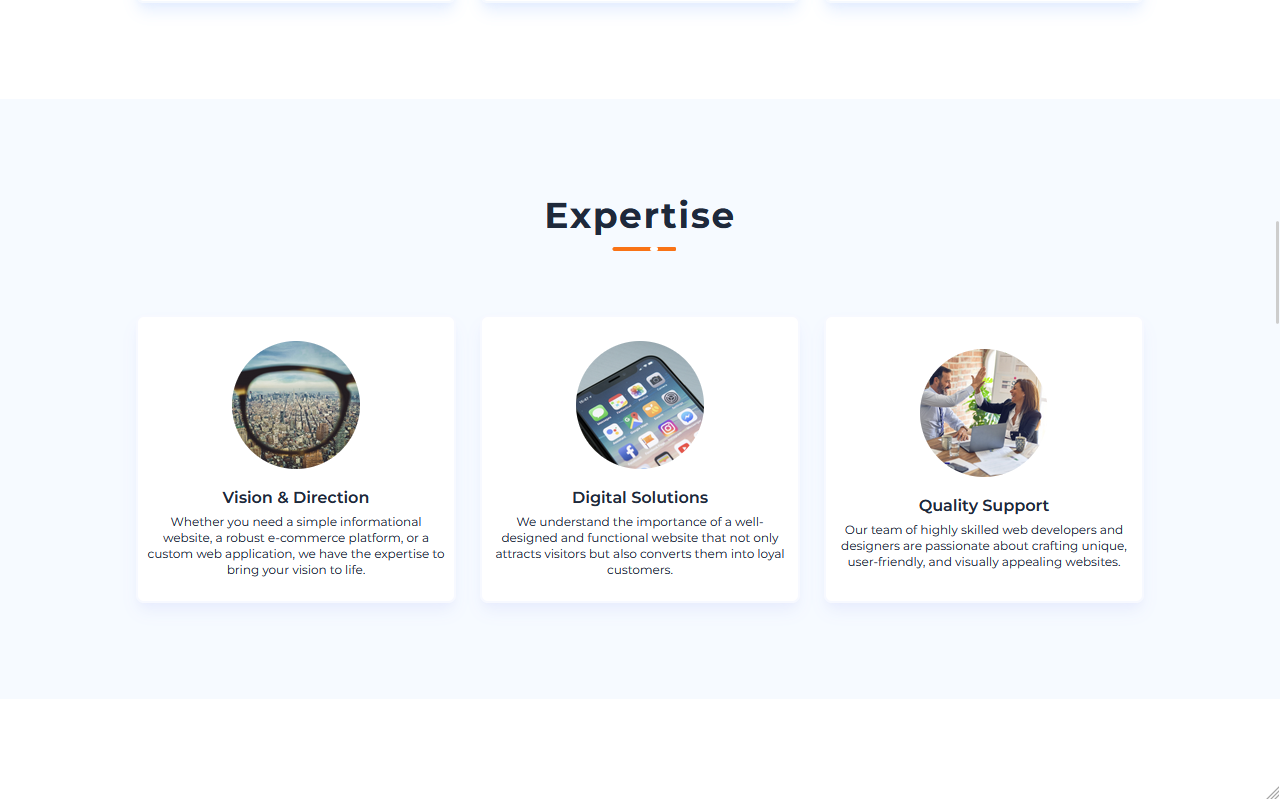 Expertise
Vision & Direction
Whether you need a simple informational
website, a robust e-commerce platform, or a
custom web application, we have the expertise to
bring your vision to life.
Digital Solutions
We understand the importance of a well-
designed and functional website that not only
attracts visitors but also converts them into loyal
customers.
Quality Support
Our team of highly skilled web developers and
designers are passionate about crafting unique,
user-friendly, and visually appealing websites.